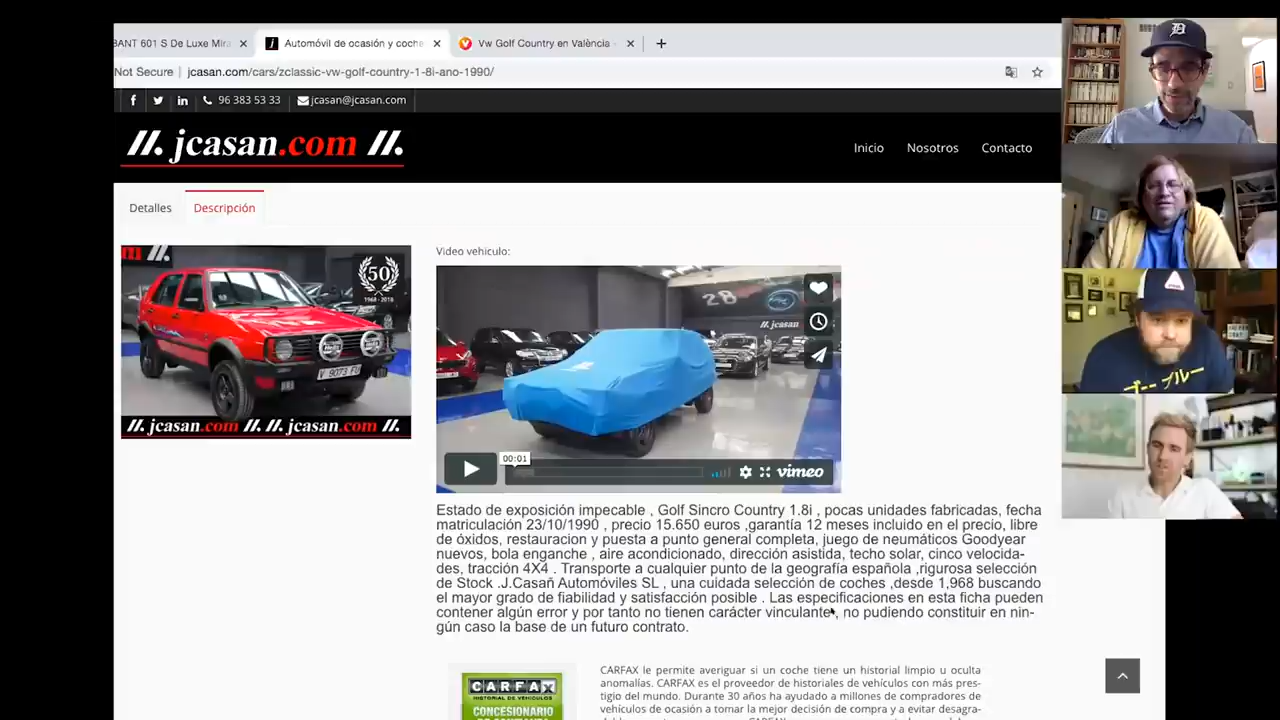 BANT 601 S De Luxe Mira
Automóvil de ocasión y coche
Vw Golf Country en València
Not Secure
jcasan.com/cars/zclassic-vw-golf-country-1-8i-ano-1990/
96 383 53 33
jcasan@jcasan.com
//. jcasan.com //.
Inicio
Nosotros
Contacto
Detalles
Descripción
Video vehiculo:
50
1968-2018
V 9073 FU
//. jcasan.com //. //. jcasan.com //.
28
//. jcasan
00:01
vimeo
Estado de exposición impecable , Golf Sincro Country 1.8i , pocas unidades fabricadas, fecha
matriculación 23/10/1990 , precio 15.650 euros ,garantía 12 meses incluido en el precio, libre
de óxidos, restauracion y puesta a punto general completa, juego de neumáticos Goodyear
nuevos, bola enganche , aire acondicionado, dirección asistida, techo solar, cinco velocida-
des, tracción 4X4 . Transporte a cualquier punto de la geografía española ,rigurosa selección
de Stock .J.Casañ Automóviles SL , una cuidada selección de coches ,desde 1,968 buscando
el mayor grado de fiabilidad y satisfacción posible . Las especificaciones en esta ficha pueden
contener algún error y por tanto no tienen carácter vinculante, no pudiendo constituir en nin-
gún caso la base de un futuro contrato.
CARFAX
HISTORIAL DE VEHÍCULOS
CONCESIONARIO
CARFAX le permite averiguar si un coche tiene un historial limpio u oculta
anomalías. CARFAX es el proveedor de historiales de vehículos con más pres-
tigio del mundo. Durante 30 años ha ayudado a millones de compradores de
vehículos de ocasión a tomar la mejor decisión de compra y a evitar desagra-
D
ゴーブルー